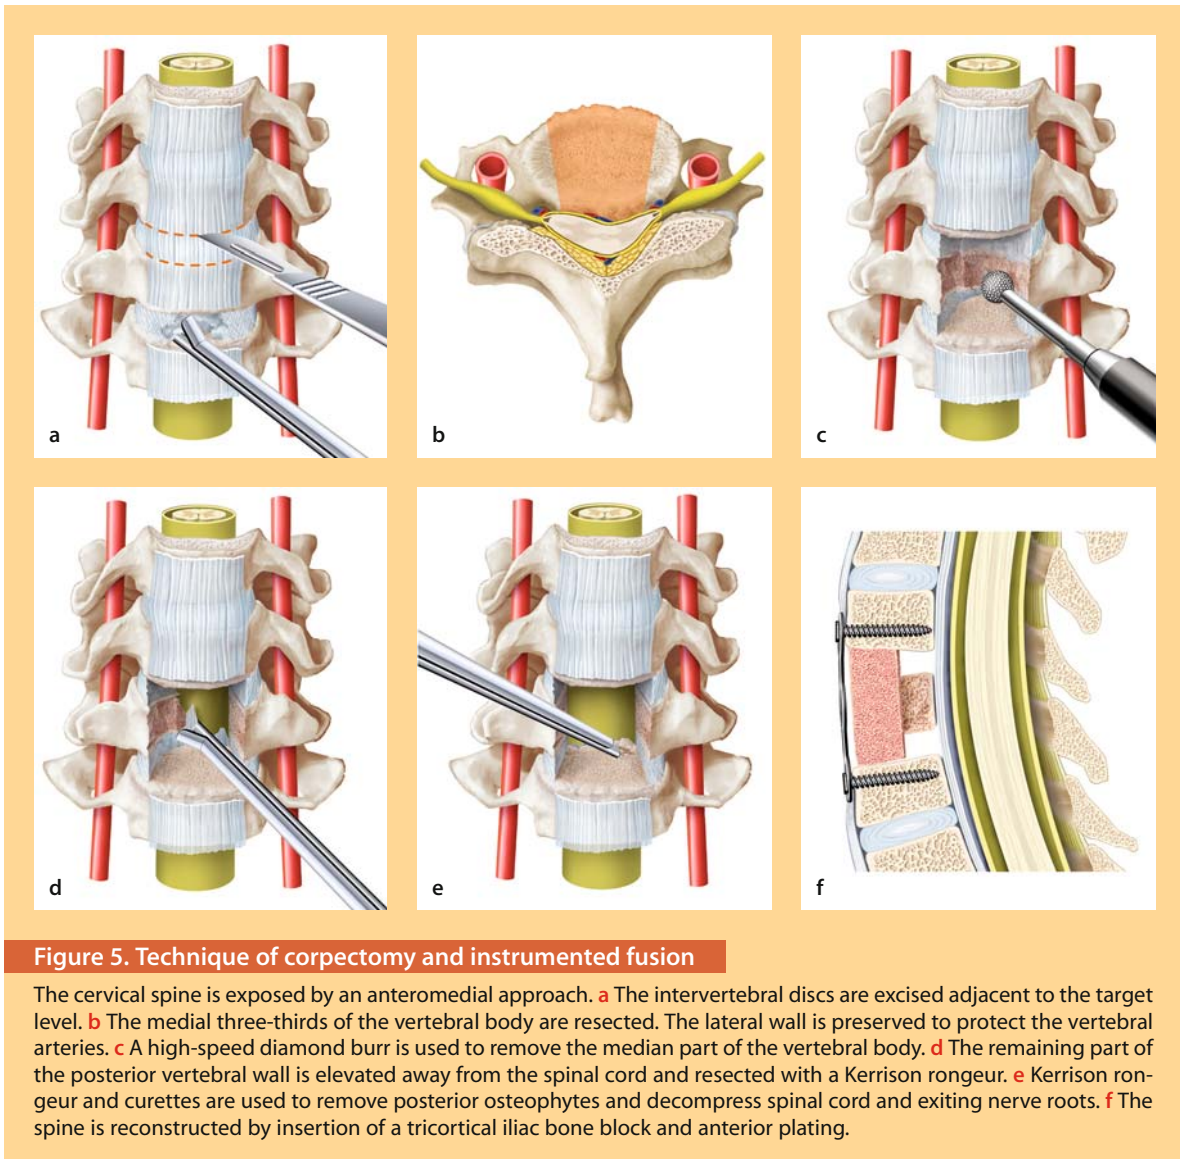 a
b
c
d
e
f
Figure 5. Technique of corpectomy and instrumented fusion
The cervical spine is exposed by an anteromedial approach. a The intervertebral discs are excised adjacent to the target
level. b The medial three-thirds of the vertebral body are resected. The lateral wall is preserved to protect the vertebral
arteries. c A high-speed diamond burr is used to remove the median part of the vertebral body. d The remaining part of
the posterior vertebral wall is elevated away from the spinal cord and resected with a Kerrison rongeur. e Kerrison ron-
geur and curettes are used to remove posterior osteophytes and decompress spinal cord and exiting nerve roots. f The
spine is reconstructed by insertion of a tricortical iliac bone block and anterior plating.